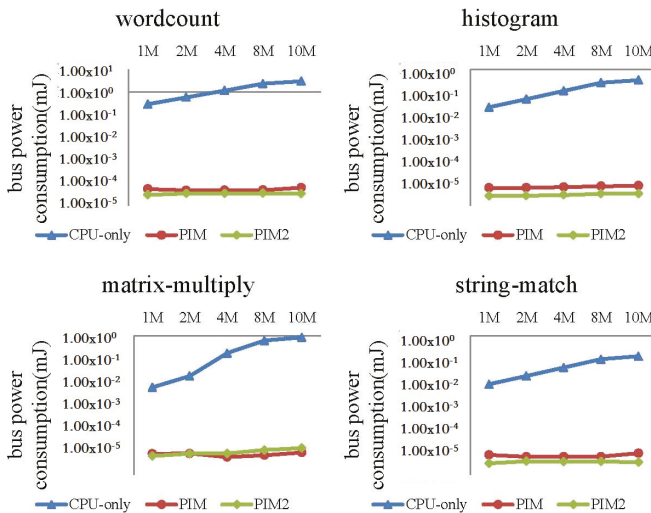 wordcount
1M 2M 4M 8M 10M
1.00x10¹
1.00x10⁰
1.00x10⁻¹
1.00x10⁻²
1.00x10⁻³
1.00x10⁻⁴
1.00x10⁻⁵
bus power
consumption(mJ)
CPU-only PIM PIM2
histogram
1M 2M 4M 8M 10M
1.00x10⁰
1.00x10⁻¹
1.00x10⁻²
1.00x10⁻³
1.00x10⁻⁴
1.00x10⁻⁵
bus power
consumption(mJ)
CPU-only PIM PIM2
matrix-multiply
1M 2M 4M 8M 10M
1.00x10⁰
1.00x10⁻¹
1.00x10⁻²
1.00x10⁻³
1.00x10⁻⁴
1.00x10⁻⁵
bus power
consumption(mJ)
CPU-only PIM PIM2
string-match
1M 2M 4M 8M 10M
1.00x10⁰
1.00x10⁻¹
1.00x10⁻²
1.00x10⁻³
1.00x10⁻⁴
1.00x10⁻⁵
bus power
consumption(mJ)
CPU-only PIM PIM2